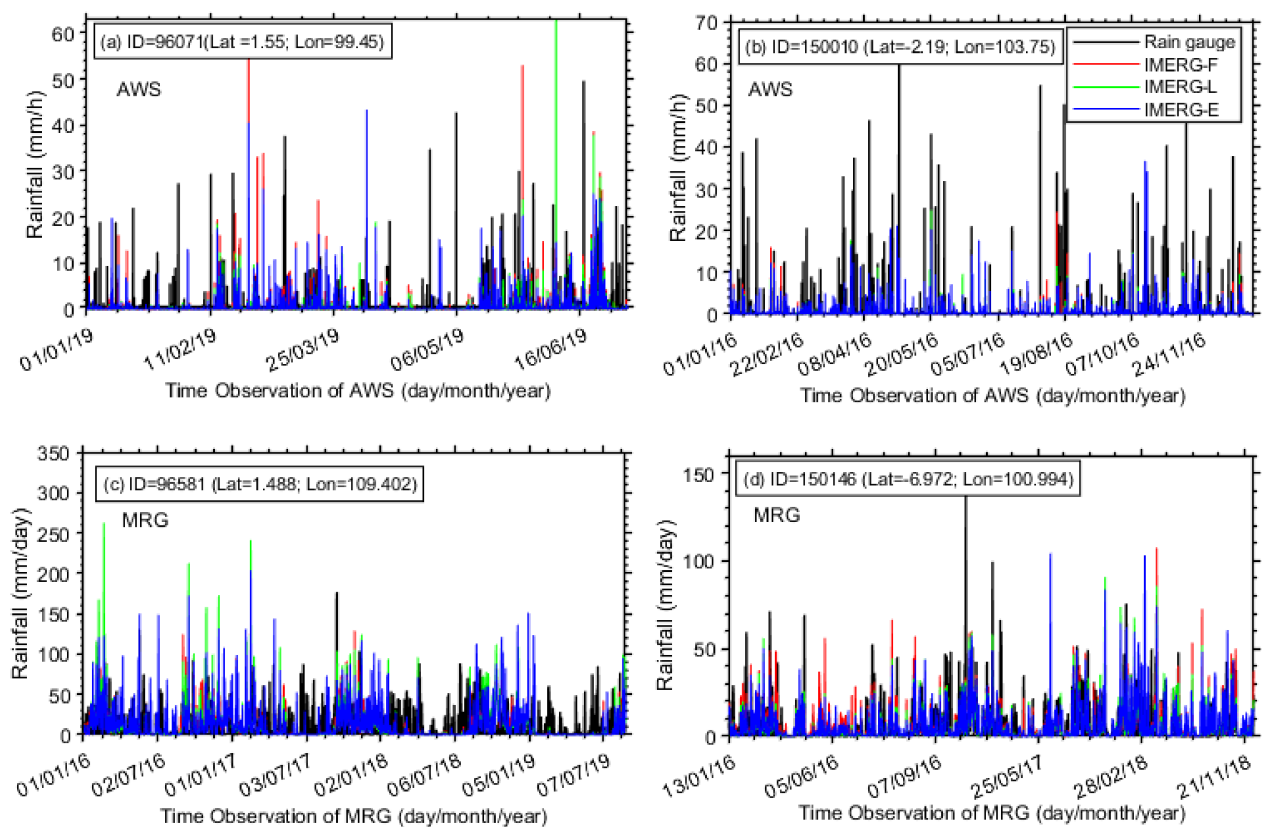 (a) ID=96071(Lat =1.55; Lon=99.45)
AWS
Rainfall (mm/h)
60
50
40
30
20
10
0
01/01/19
11/02/19
25/03/19
06/05/19
16/06/19
Time Observation of AWS (day/month/year)
(b) ID=150010 (Lat=-2.19; Lon=103.75)
AWS
Rain gauge
IMERG-F
IMERG-L
IMERG-E
Rainfall (mm/h)
70
60
50
40
30
20
10
0
01/01/16
22/02/16
08/04/16
20/05/16
05/07/16
19/08/16
07/10/16
24/11/16
Time Observation of AWS (day/month/year)
(c) ID=96581 (Lat=1.488; Lon=109.402)
MRG
Rainfall (mm/day)
350
300
250
200
150
100
50
0
01/01/16
02/07/16
01/01/17
03/07/17
02/01/18
06/07/18
05/01/19
07/07/19
Time Observation of MRG (day/month/year)
(d) ID=150146 (Lat=-6.972; Lon=100.994)
MRG
Rainfall (mm/day)
150
100
50
0
13/01/16
05/06/16
07/09/16
25/05/17
28/02/18
21/11/18
Time Observation of MRG (day/month/year)